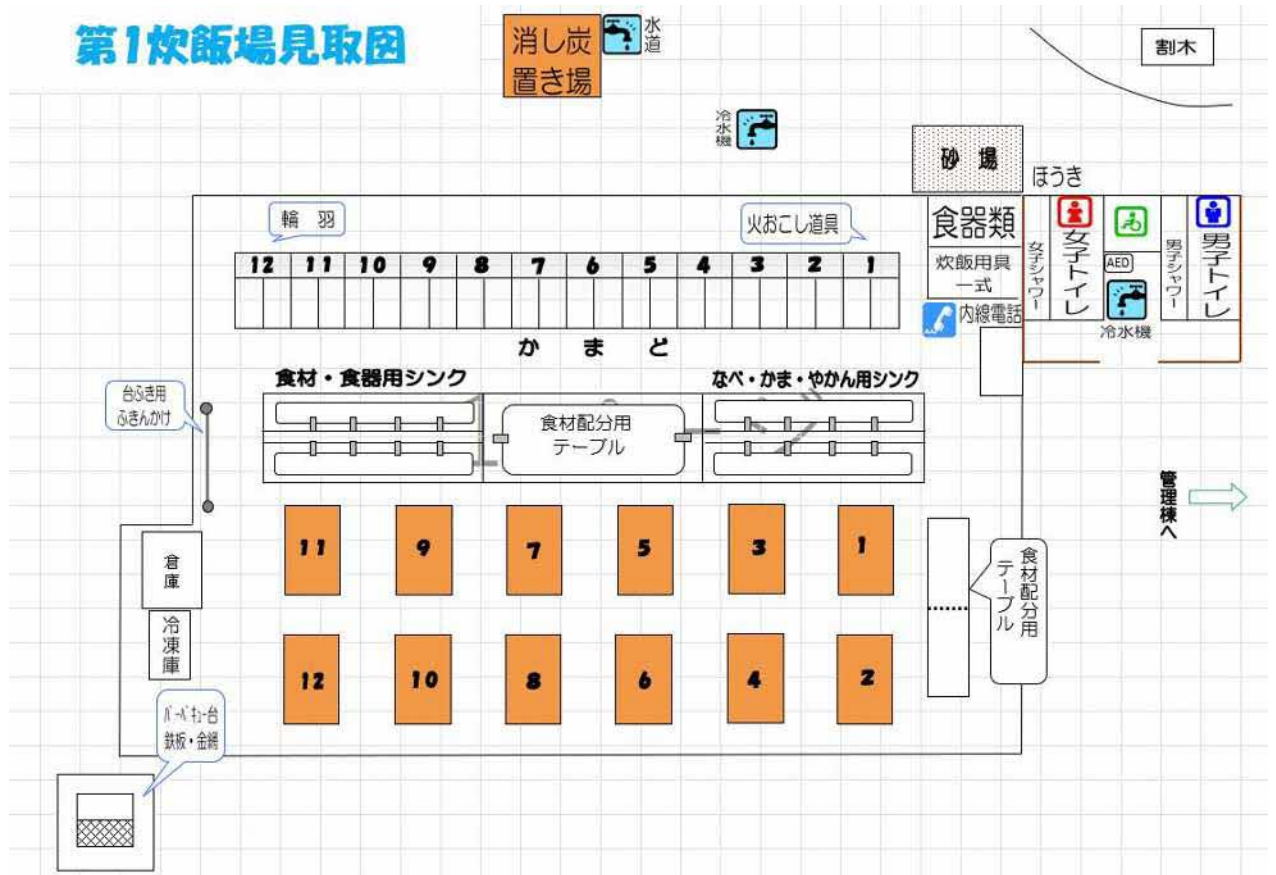 第1炊飯場見取図
消し炭
置き場
水道
割木
冷水機
砂 場
ほうき
輪 羽
火おこし道具
食器類
炊飯用具
一式
内線電話
女子シャワー
女子トイレ
AED
冷水機
男子シャワー
男子トイレ
12 11 10 9 8 7 6 5 4 3 2 1
か ま ど
食材・食器用シンク
なべ・かま・やかん用シンク
台ふき用
ふきんかけ
食材配分用
テーブル
管理棟へ
11 9 7 5 3 1
倉庫
食材配分用
テーブル
冷凍庫
12 10 8 6 4 2
バーベキュー台
鉄板・金網